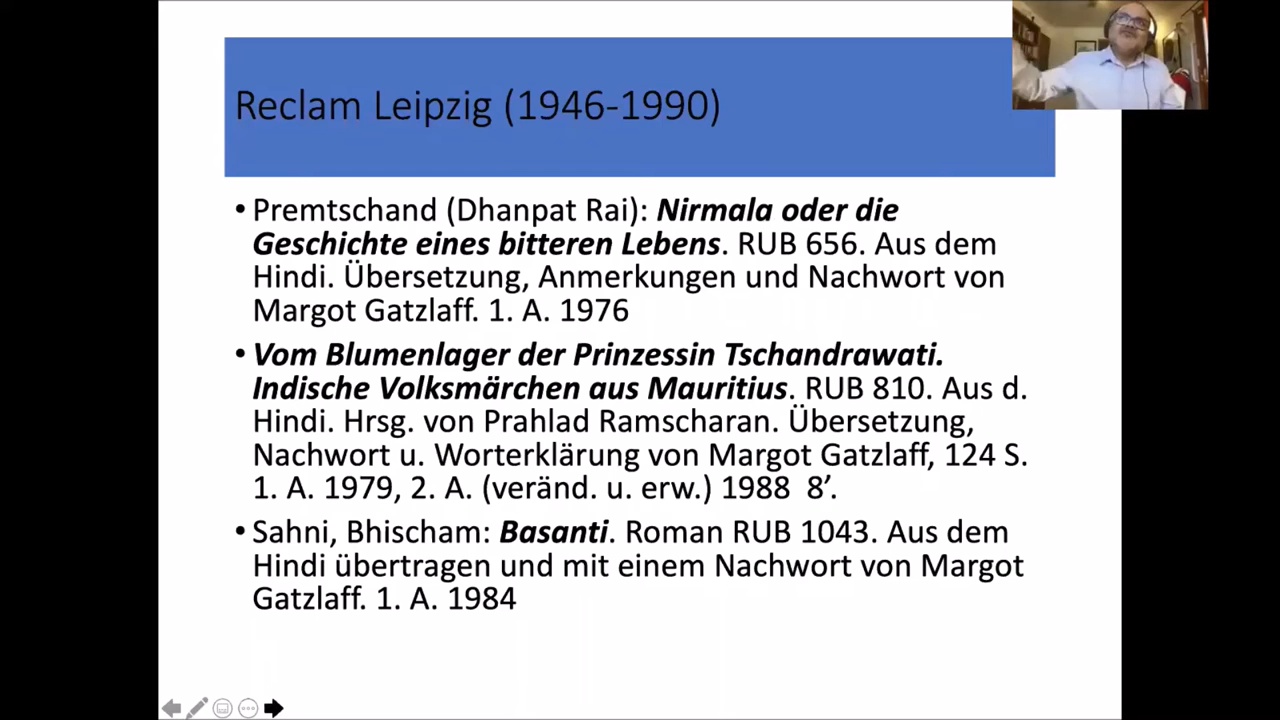 Reclam Leipzig (1946-1990)
• Premtschand (Dhanpat Rai): Nirmala oder die
Geschichte eines bitteren Lebens. RUB 656. Aus dem
Hindi. Übersetzung, Anmerkungen und Nachwort von
Margot Gatzlaff. 1. A. 1976
• Vom Blumenlager der Prinzessin Tschandrawati.
Indische Volksmärchen aus Mauritius. RUB 810. Aus d.
Hindi. Hrsg. von Prahlad Ramscharan. Übersetzung,
Nachwort u. Worterklärung von Margot Gatzlaff, 124 S.
1. A. 1979, 2. A. (veränd. u. erw.) 1988  8’.
• Sahni, Bhischam: Basanti. Roman RUB 1043. Aus dem
Hindi übertragen und mit einem Nachwort von Margot
Gatzlaff. 1. A. 1984